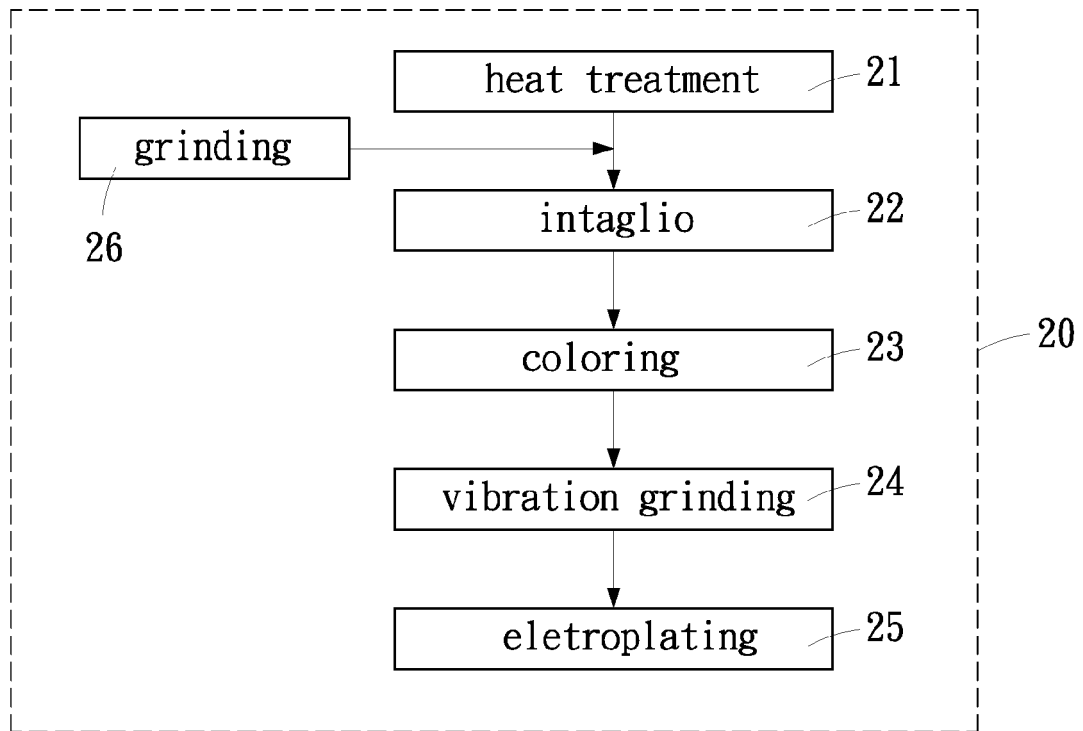 heat treatment 21
grinding
26
intaglio 22
coloring 23
20
vibration grinding 24
eletroplating 25